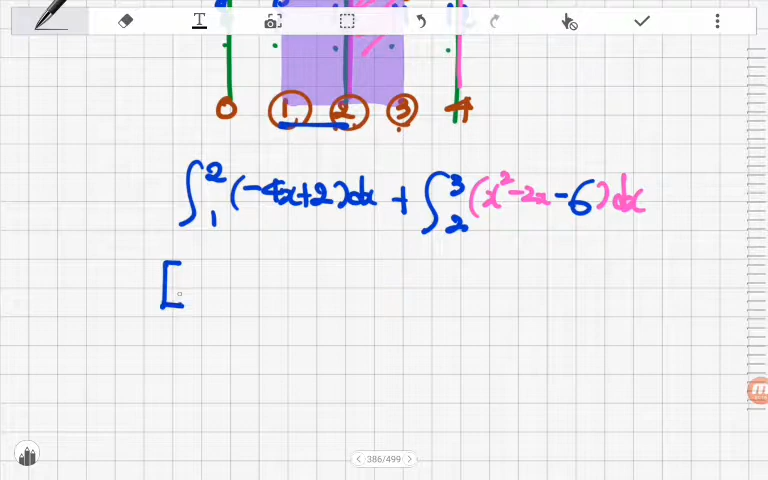 T
0 1 2 3 4
∫₁² (-4x+2)dx + ∫₂³ (x²-2x-6)dx
[
386/499